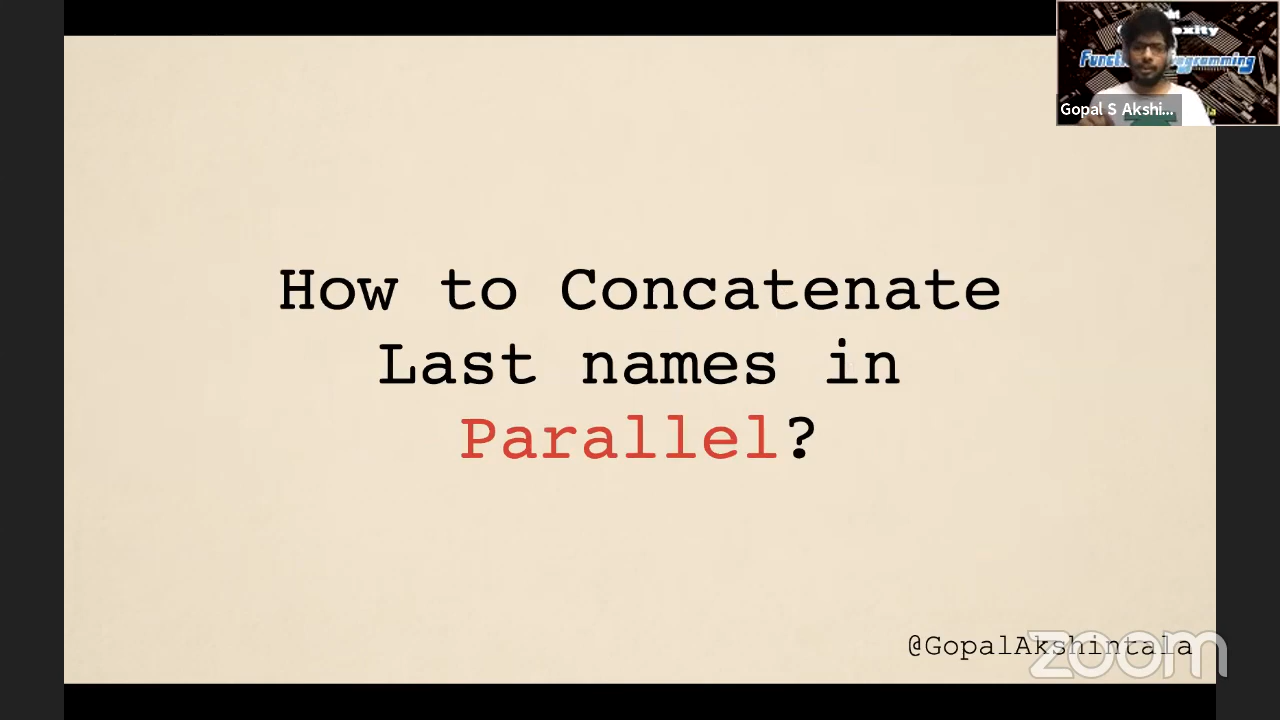 Gopal S Akshi...
How to Concatenate
Last names in
Parallel?
@GopalAkshintala
zoom